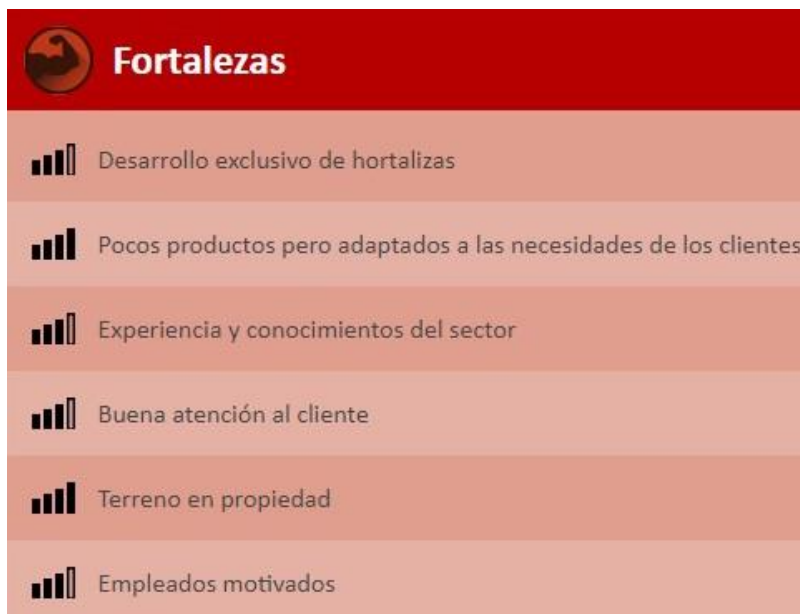 Fortalezas
Desarrollo exclusivo de hortalizas
Pocos productos pero adaptados a las necesidades de los clientes
Experiencia y conocimientos del sector
Buena atención al cliente
Terreno en propiedad
Empleados motivados